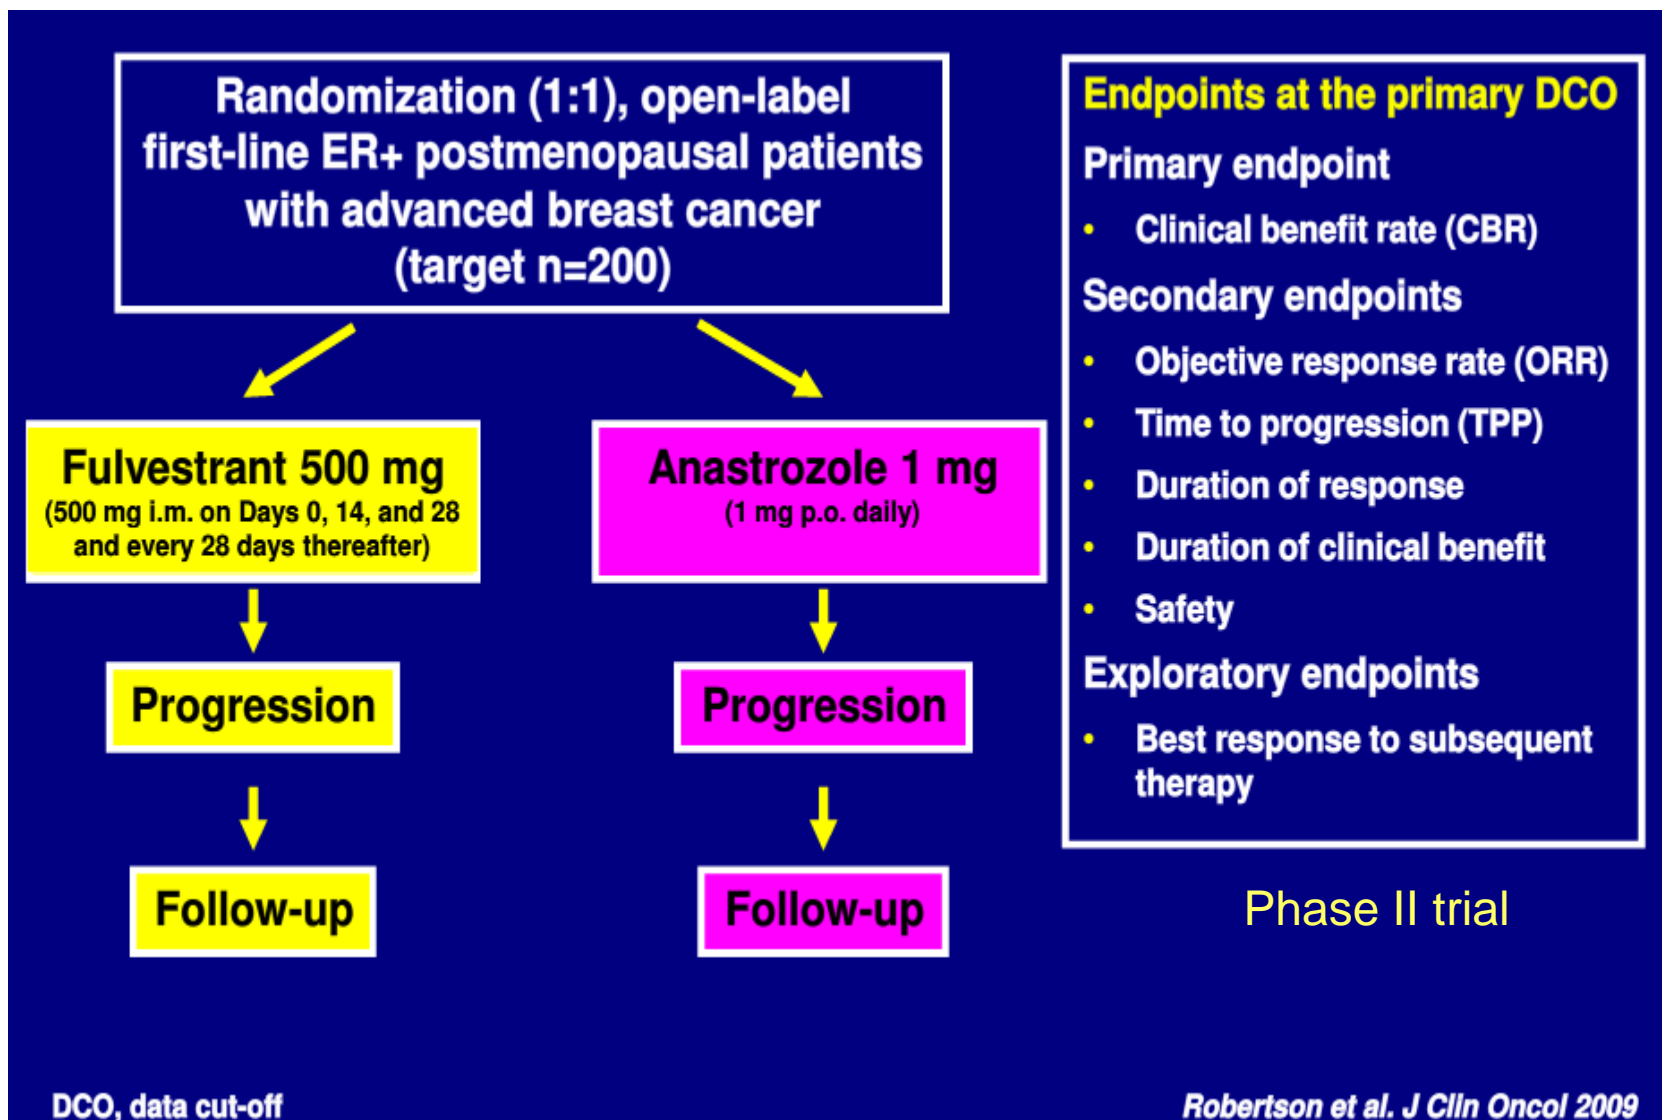 Randomization (1:1), open-label
first-line ER+ postmenopausal patients
with advanced breast cancer
(target n=200)
Fulvestrant 500 mg
(500 mg i.m. on Days 0, 14, and 28
and every 28 days thereafter)
Progression
Follow-up
Anastrozole 1 mg
(1 mg p.o. daily)
Progression
Follow-up
Endpoints at the primary DCO
Primary endpoint
• Clinical benefit rate (CBR)
Secondary endpoints
• Objective response rate (ORR)
• Time to progression (TPP)
• Duration of response
• Duration of clinical benefit
• Safety
Exploratory endpoints
• Best response to subsequent
therapy
Phase II trial
DCO, data cut-off
Robertson et al. J Clin Oncol 2009